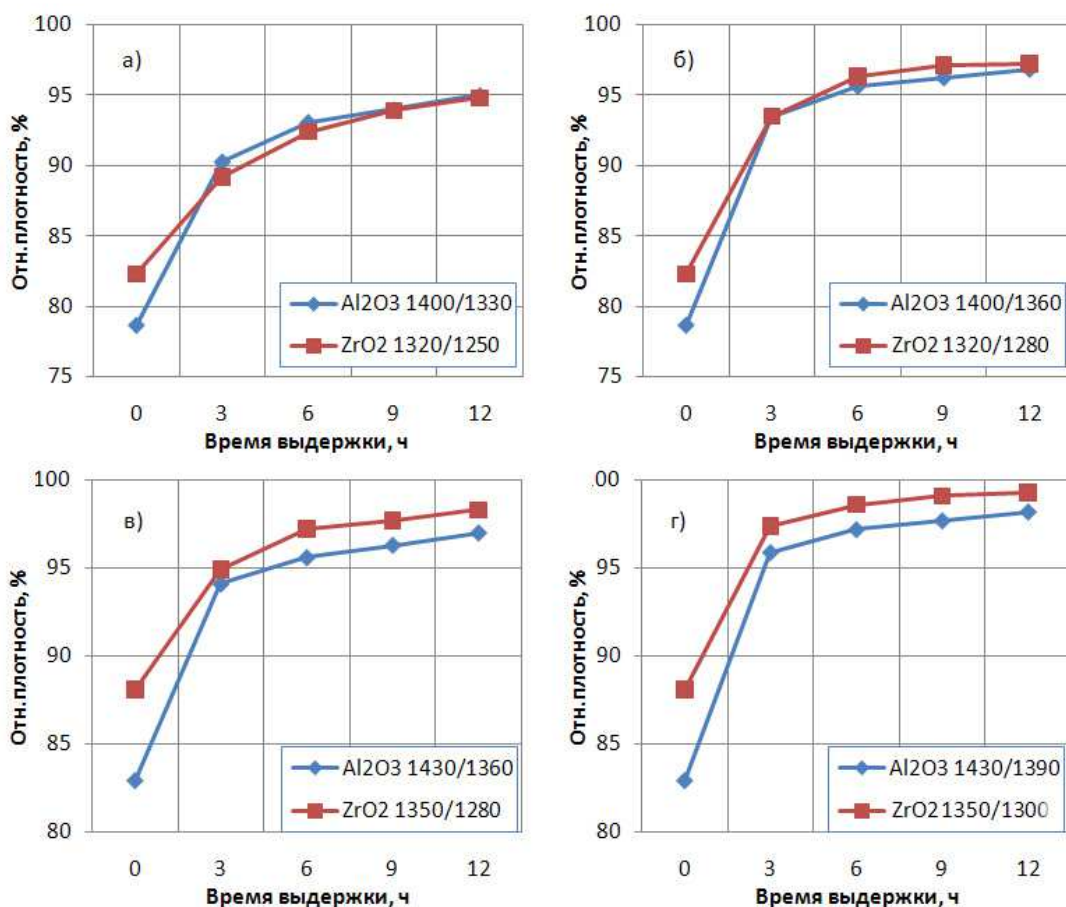 100
95
90
85
80
75
Отн.плотность, %
а)
Al2O3 1400/1330
ZrO2 1320/1250
0 3 6 9 12
Время выдержки, ч
100
95
90
85
80
75
Отн.плотность, %
б)
Al2O3 1400/1360
ZrO2 1320/1280
0 3 6 9 12
Время выдержки, ч
100
95
90
85
80
Отн.плотность, %
в)
Al2O3 1430/1360
ZrO2 1350/1280
0 3 6 9 12
Время выдержки, ч
00
95
90
85
80
Отн.плотность, %
г)
Al2O3 1430/1390
ZrO2 1350/1300
0 3 6 9 12
Время выдержки, ч